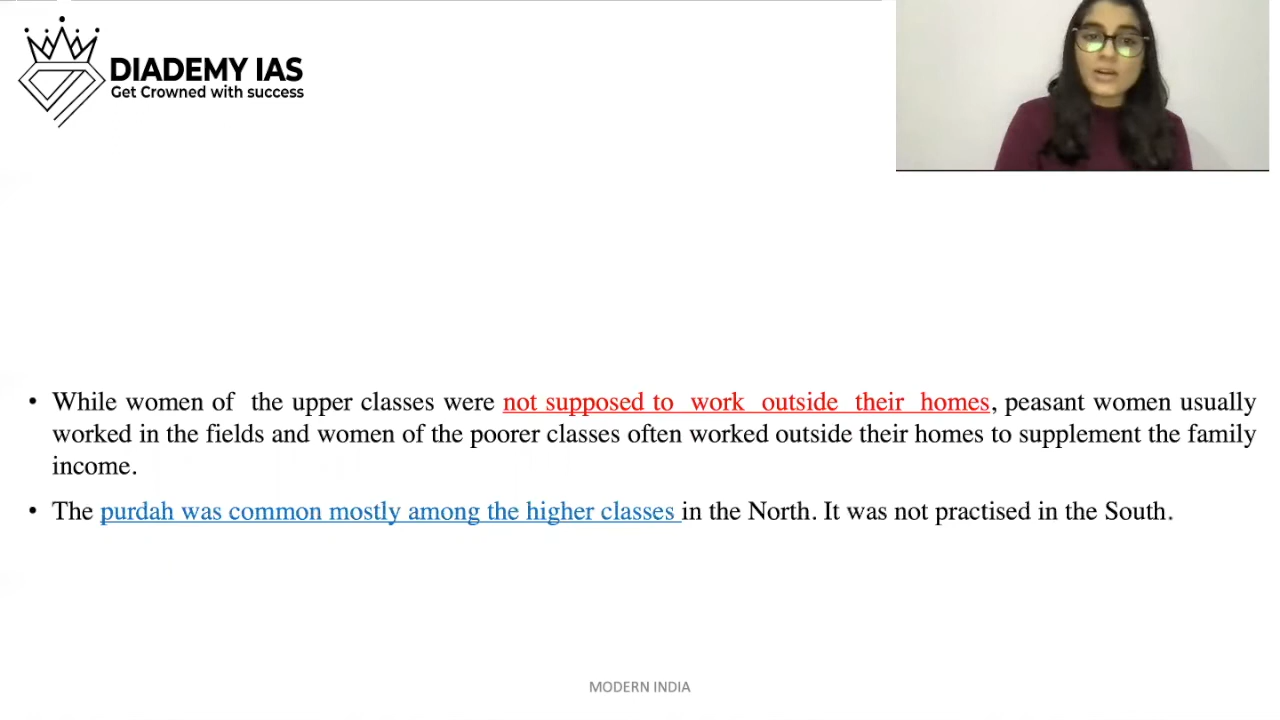 DIADEMY IAS
Get Crowned with success
• While women of the upper classes were not supposed to work outside their homes, peasant women usually
worked in the fields and women of the poorer classes often worked outside their homes to supplement the family
income.
• The purdah was common mostly among the higher classes in the North. It was not practised in the South.
MODERN INDIA